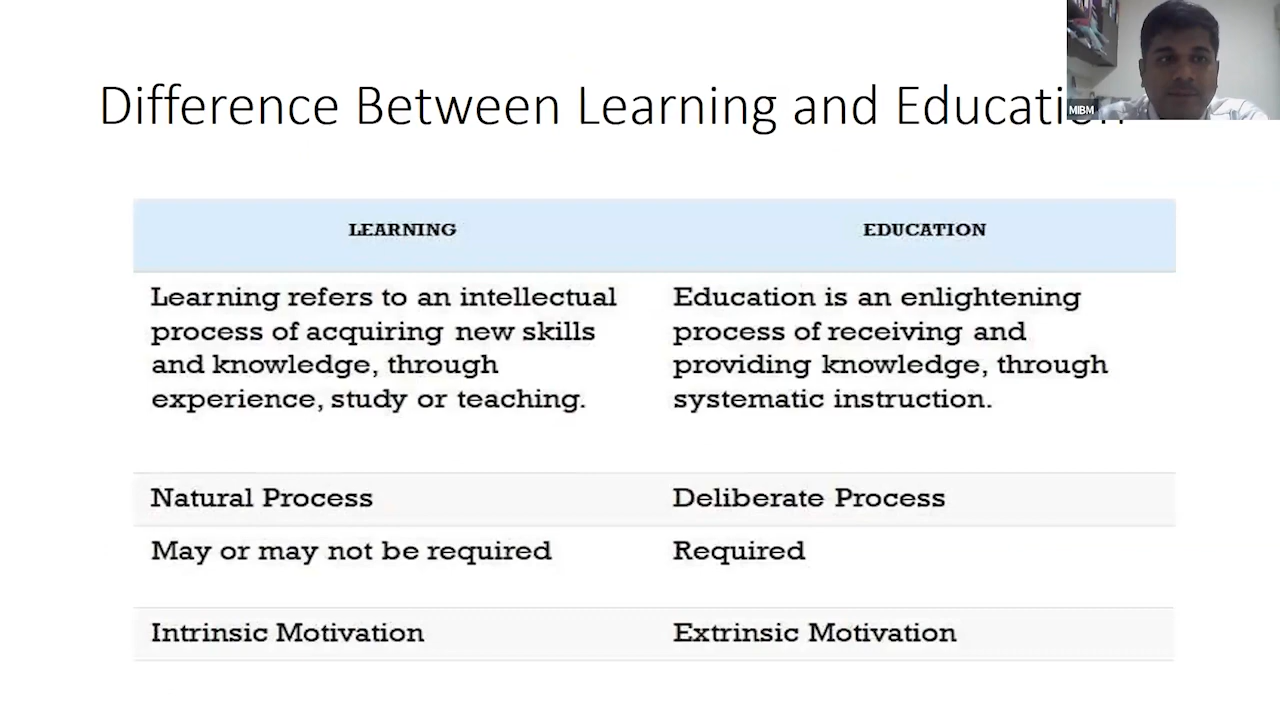 Difference Between Learning and Education
MIBM
LEARNING
EDUCATION
Learning refers to an intellectual
process of acquiring new skills
and knowledge, through
experience, study or teaching.
Education is an enlightening
process of receiving and
providing knowledge, through
systematic instruction.
Natural Process
Deliberate Process
May or may not be required
Required
Intrinsic Motivation
Extrinsic Motivation